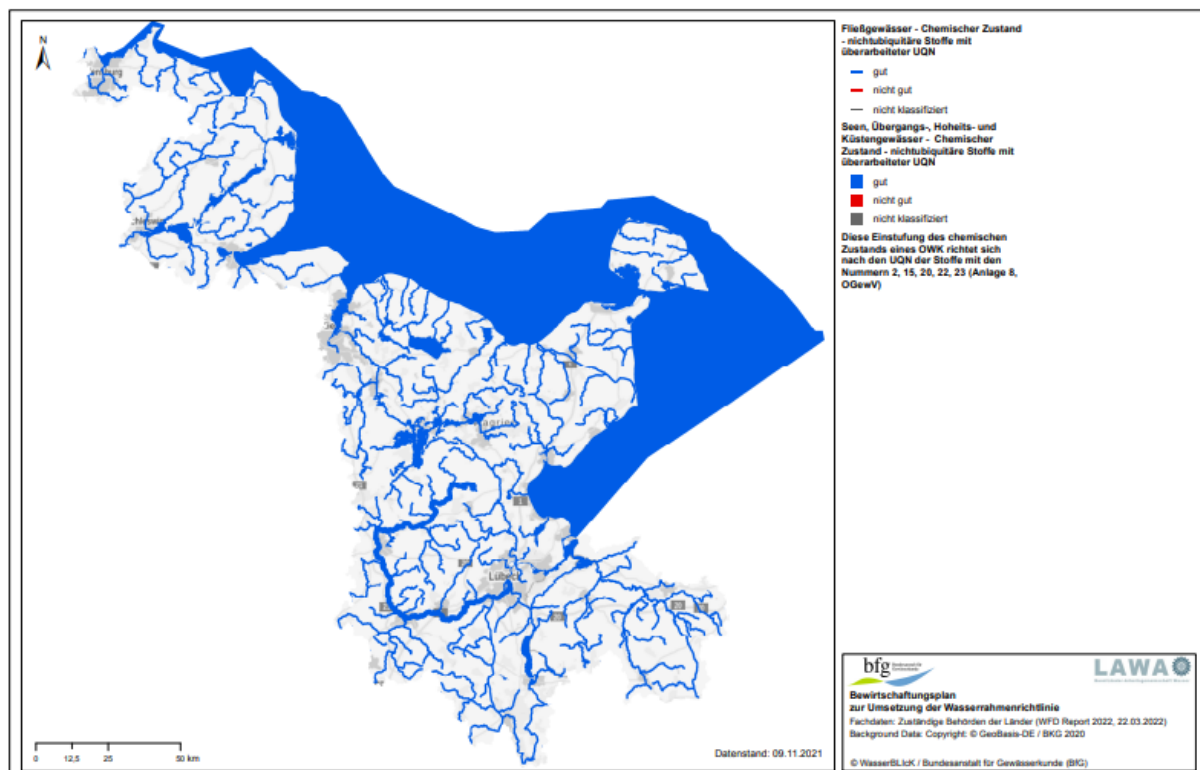 N
Lübeck
0
12,5
25
50 km
Datenstand: 09.11.2021
Fließgewässer - Chemischer Zustand
- nichtubiquitäre Stoffe mit
überarbeiteter UQN
gut
nicht gut
nicht klassifiziert
Seen, Übergangs-, Hoheits- und
Küstengewässer - Chemischer
Zustand - nichtubiquitäre Stoffe mit
überarbeiteter UQN
gut
nicht gut
nicht klassifiziert
Diese Einstufung des chemischen
Zustands eines OWK richtet sich
nach den UQN der Stoffe mit den
Nummern 2, 15, 20, 22, 23 (Anlage 8,
OGewV)
bfg
LAWA
Bewirtschaftungsplan
zur Umsetzung der Wasserrahmenrichtlinie
Fachdaten: Zuständige Behörden der Länder (WFD Report 2022, 22.03.2022)
Background Data: Copyright: © GeoBasis-DE / BKG 2020
© WasserBLIcK / Bundesanstalt für Gewässerkunde (BfG)